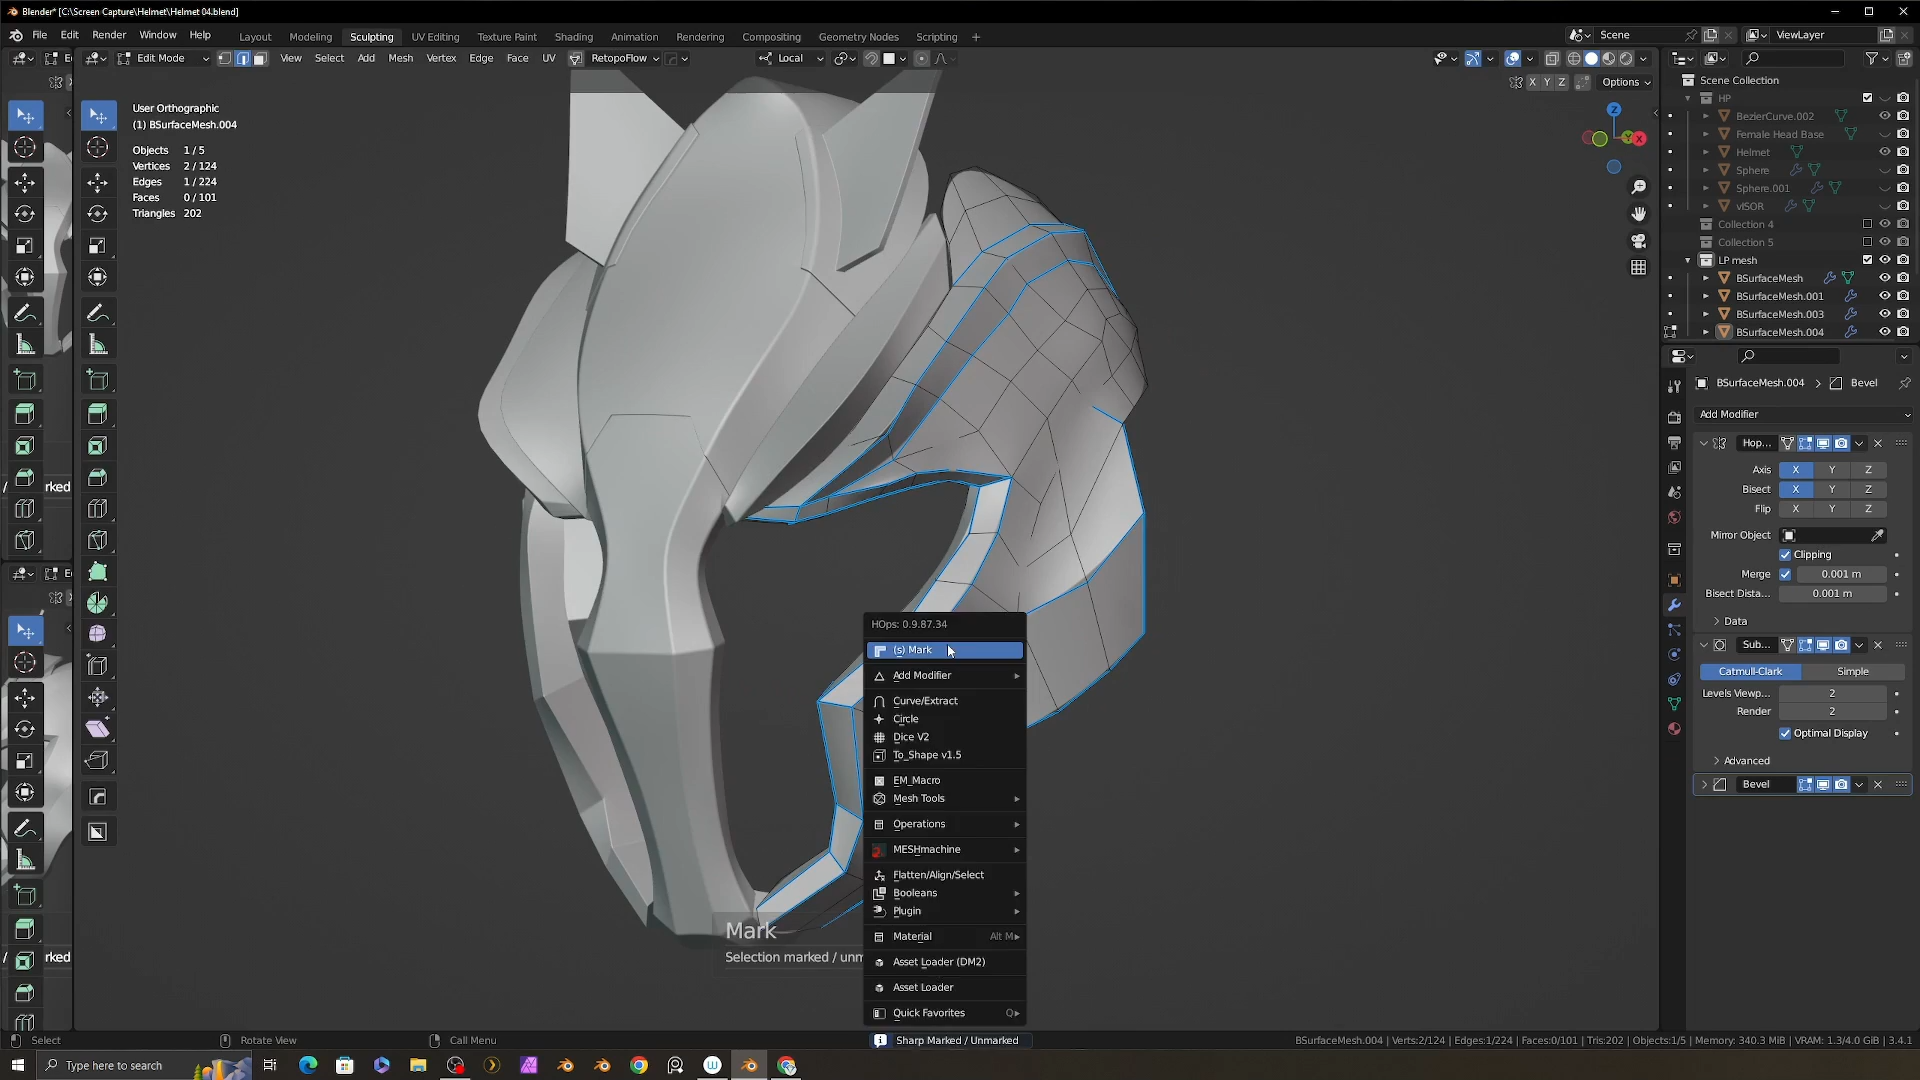 Blender* [C:\Screen Capture\Helmet\Helmet 04.blend]
File Edit Render Window Help Layout Modeling Sculpting UV Editing Texture Paint Shading Animation Rendering Compositing Geometry Nodes Scripting + Scene ViewLayer
Edit Mode View Select Add Mesh Vertex Edge Face UV RetopoFlow Local
X Y Z Options
User Orthographic
(1) BSurfaceMesh.004
Objects 1/5
Vertices 2/124
Edges 1/224
Faces 0/101
Triangles 202
Z
Y
X
Scene Collection
HP
BezierCurve.002
Female Head Base
Helmet
Sphere
Sphere.001
vISOR
Collection 4
Collection 5
LP mesh
BSurfaceMesh
BSurfaceMesh.001
BSurfaceMesh.003
BSurfaceMesh.004
BSurfaceMesh.004 > Bevel
Add Modifier
Hop...
Axis X Y Z
Bisect X Y Z
Flip X Y Z
Mirror Object
Clipping
Merge 0.001 m
Bisect Dista... 0.001 m
Data
Sub...
Catmull-Clark Simple
Levels Viewp... 2
Render 2
Optimal Display
Advanced
Bevel
rked
rked
HOps: 0.9.87.34
(s) Mark
Add Modifier
Curve/Extract
Circle
Dice V2
To_Shape v1.5
EM_Macro
Mesh Tools
Operations
MESHmachine
Flatten/Align/Select
Booleans
Plugin
Material Alt M
Asset Loader (DM2)
Asset Loader
Quick Favorites Q
Mark
Selection marked / unm
Select Rotate View Call Menu Sharp Marked / Unmarked BSurfaceMesh.004 | Verts:2/124 | Edges:1/224 | Faces:0/101 | Tris:202 | Objects:1/5 | Memory: 340.3 MiB | VRAM: 1.3/4.0 GiB | 3.4.1
Type here to search